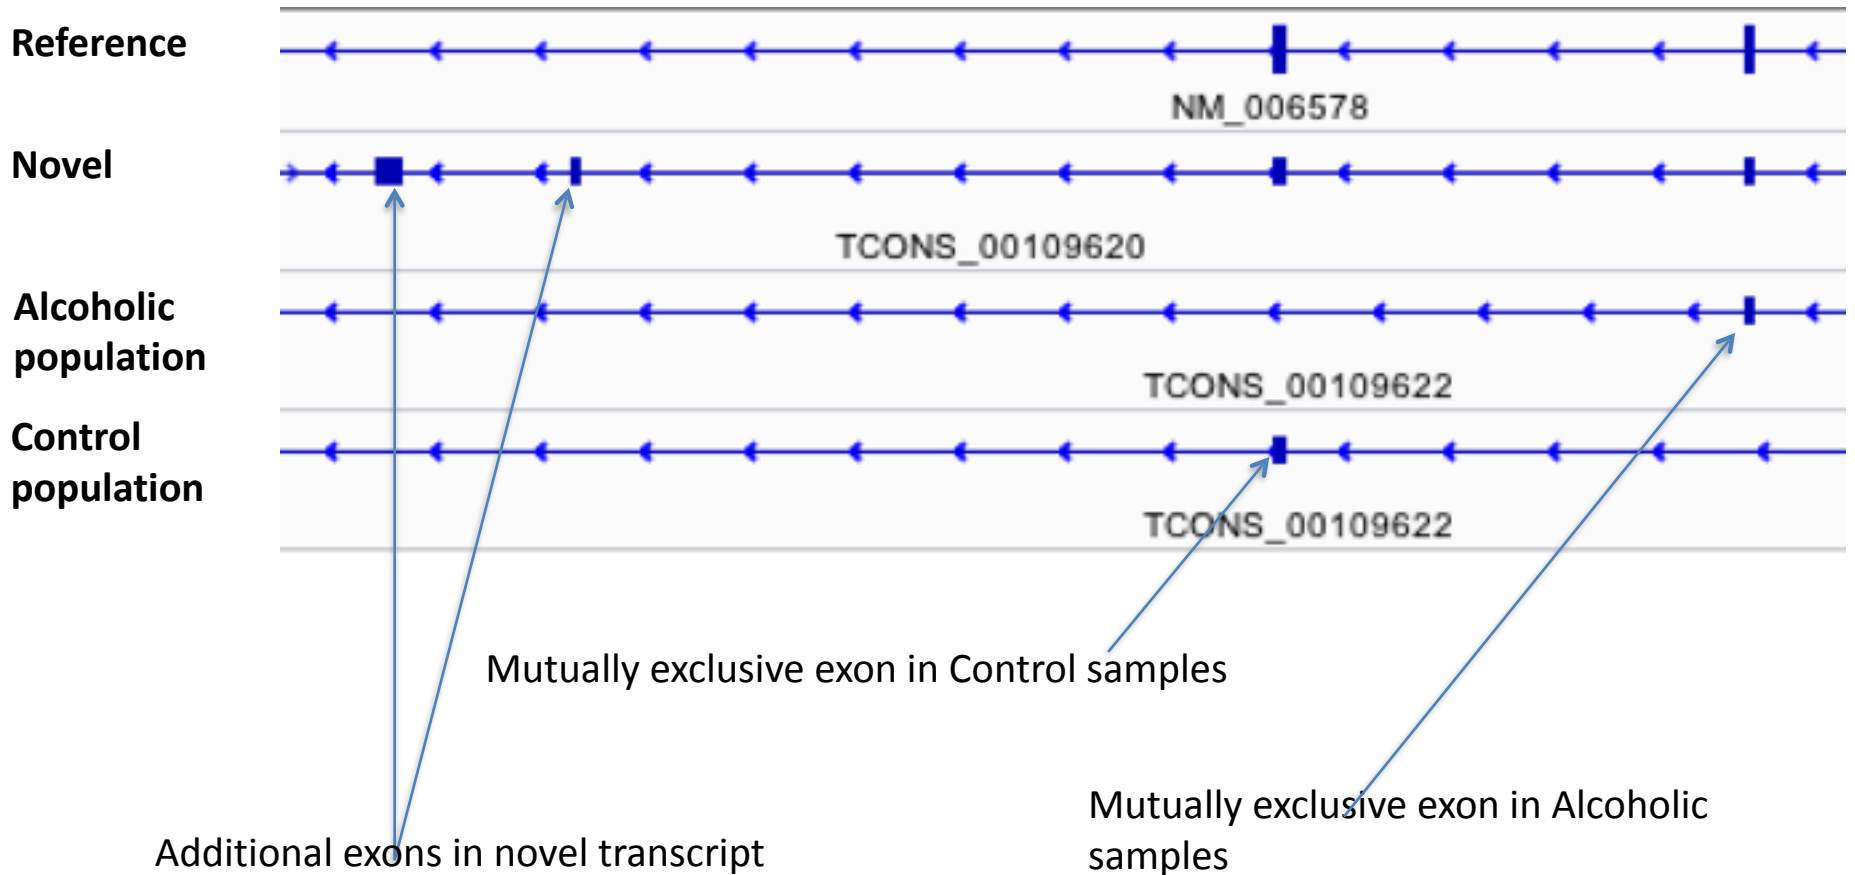 Reference
NM_006578
Novel
TCONS_00109620
Alcoholic
population
TCONS_00109622
Control
population
TCONS_00109622
Mutually exclusive exon in Control samples
Mutually exclusive exon in Alcoholic
samples
Additional exons in novel transcript